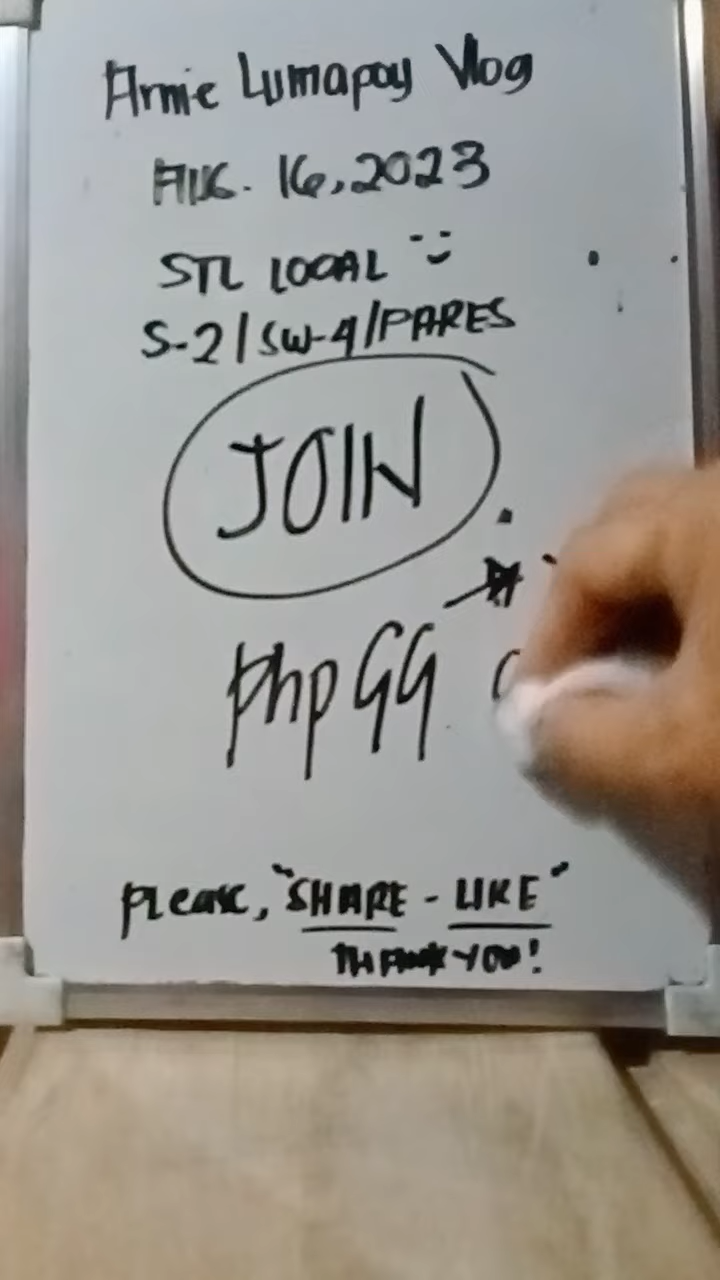 Arnie Lumapay Vlog
AUG. 16, 2023
STL LOCAL
S-2/SW-4/PARES
JOIN
php GG
please, "SHARE - LIKE"
THANK YOU!